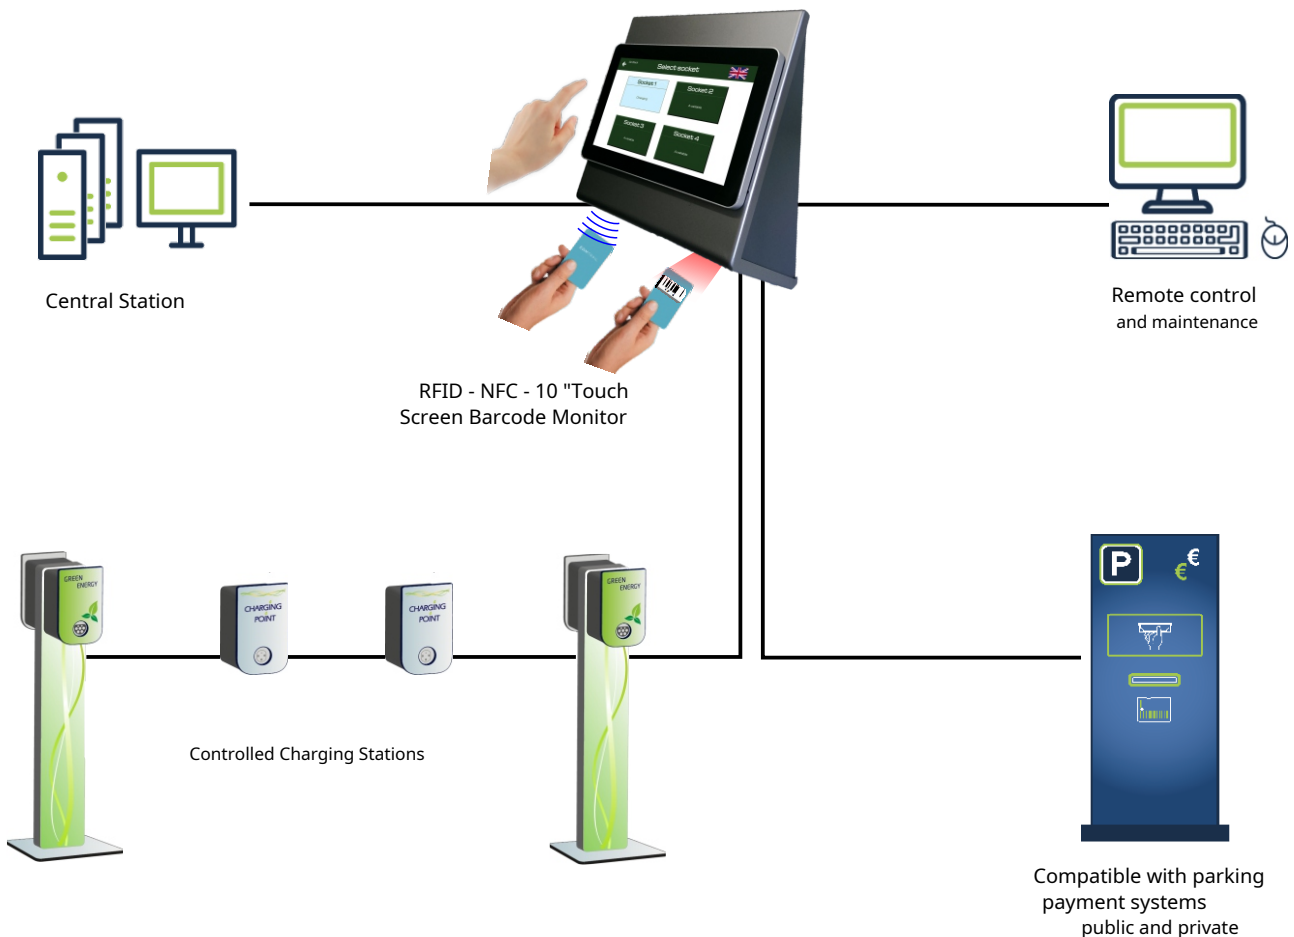 Select socket
Socket 1
Socket 2
Socket 3
Socket 4
Central Station
Remote control
and maintenance
RFID - NFC - 10 "Touch
Screen Barcode Monitor
GREEN
ENERGY
CHARGING
POINT
CHARGING
POINT
GREEN
ENERGY
P
€
€
Controlled Charging Stations
Compatible with parking
payment systems
public and private